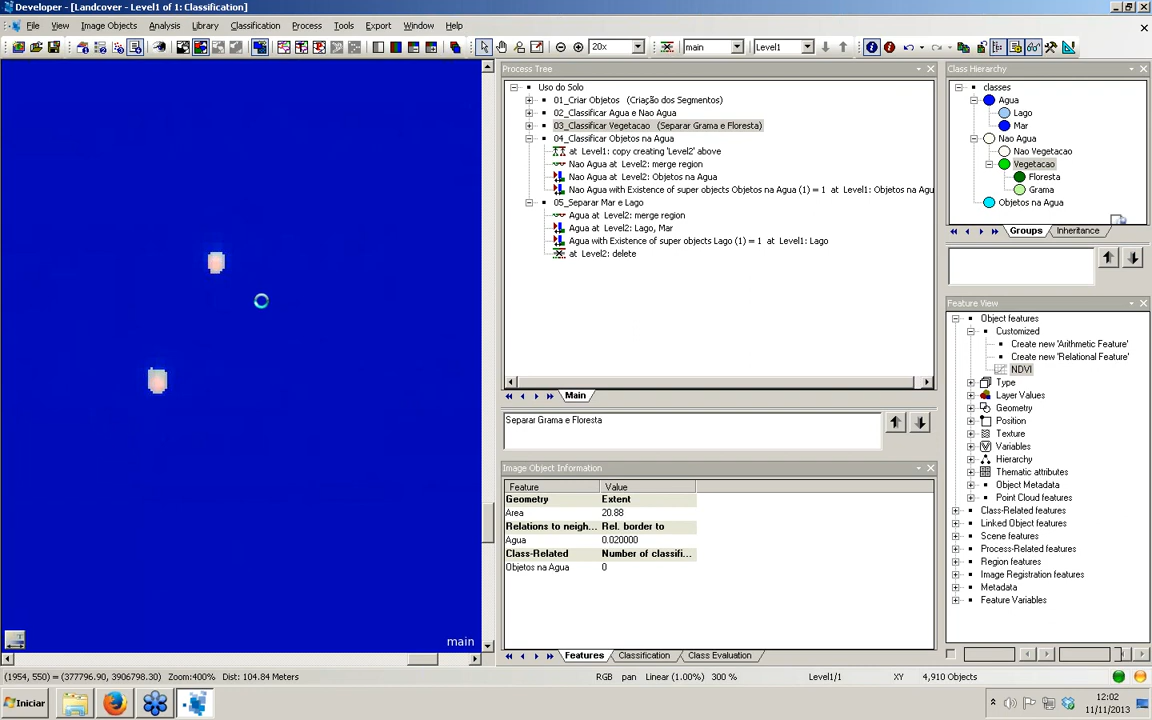 Developer - [Landcover - Level1 of 1: Classification]
File View Image Objects Analysis Library Classification Process Tools Export Window Help
20x main Level1
Process Tree
Uso do Solo
01_Criar Objetos (Criação dos Segmentos)
02_Classificar Agua e Nao Agua
03_Classificar Vegetacao (Separar Grama e Floresta)
04_Classificar Objetos na Agua
at Level1: copy creating 'Level2' above
Nao Agua at Level2: merge region
Nao Agua at Level2: Objetos na Agua
Nao Agua with Existence of super objects Objetos na Agua (1) = 1 at Level1: Objetos na Agu
05_Separar Mar e Lago
Agua at Level2: merge region
Agua at Level2: Lago, Mar
Agua with Existence of super objects Lago (1) = 1 at Level1: Lago
at Level2: delete
Main
Separar Grama e Floresta
Image Object Information
Feature Value
Geometry Extent
Area 20.88
Relations to neigh... Rel. border to
Agua 0.020000
Class-Related Number of classifi...
Objetos na Agua 0
Features Classification Class Evaluation
Class Hierarchy
classes
Agua
Lago
Mar
Nao Agua
Nao Vegetacao
Vegetacao
Floresta
Grama
Objetos na Agua
Groups Inheritance
Feature View
Object features
Customized
Create new 'Arithmetic Feature'
Create new 'Relational Feature'
NDVI
Type
Layer Values
Geometry
Position
Texture
Variables
Hierarchy
Thematic attributes
Object Metadata
Point Cloud features
Class-Related features
Linked Object features
Scene features
Process-Related features
Region features
Image Registration features
Metadata
Feature Variables
main
(1954, 550) = (377796.90, 3906798.30) Dist: 104.84 Meters Zoom:400% RGB pan Linear (1.00%) 300 % Level1/1 XY 4,910 Objects
Iniciar
12:02
11/11/2013